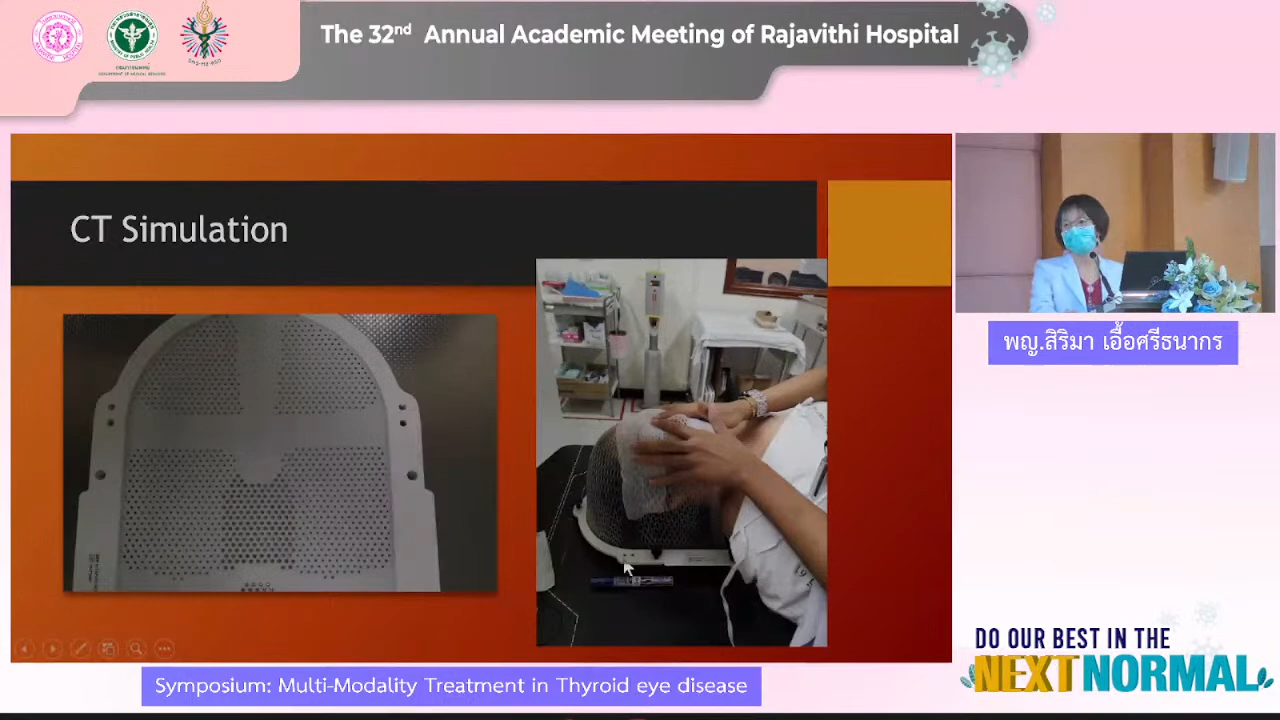 The 32nd Annual Academic Meeting of Rajavithi Hospital
CT Simulation
พญ.สิริมา เอื้อศรีธนากร
DO OUR BEST IN THE
NEXT NORMAL
Symposium: Multi-Modality Treatment in Thyroid eye disease